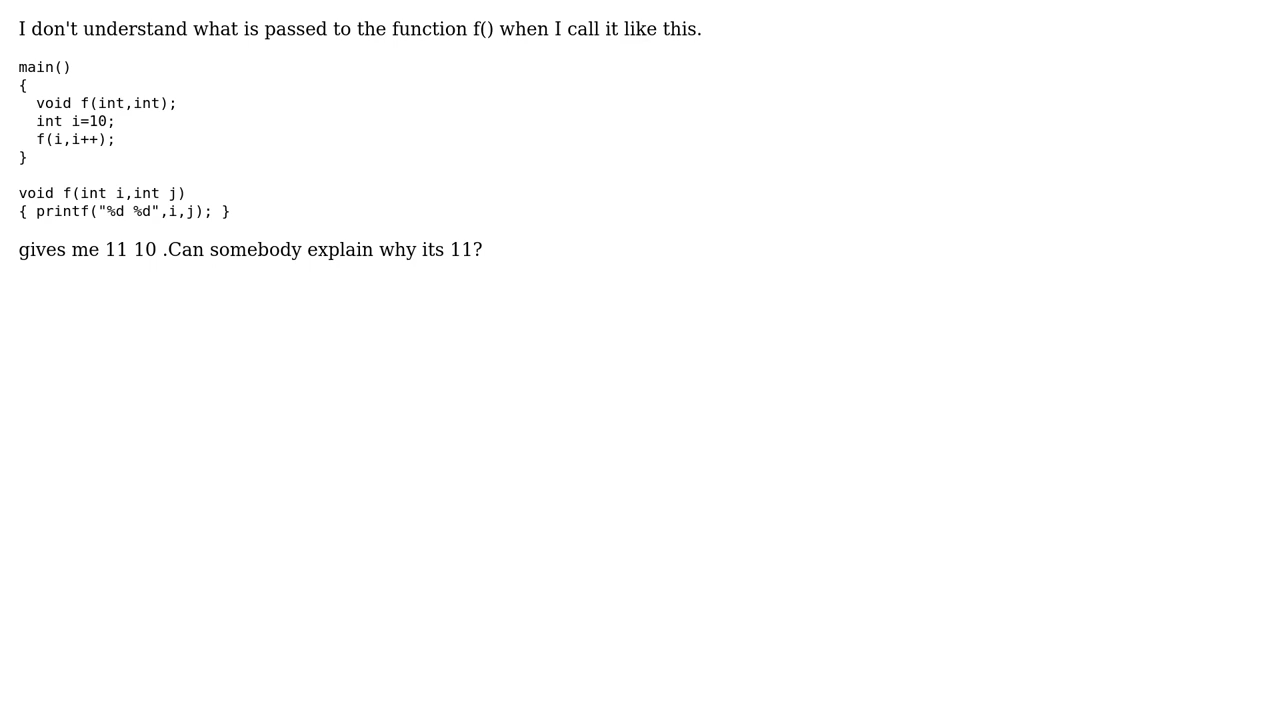 I don't understand what is passed to the function f() when I call it like this.
main()
{
  void f(int,int);
  int i=10;
  f(i,i++);
}
void f(int i,int j)
{ printf("%d %d",i,j); }
gives me 11 10 .Can somebody explain why its 11?